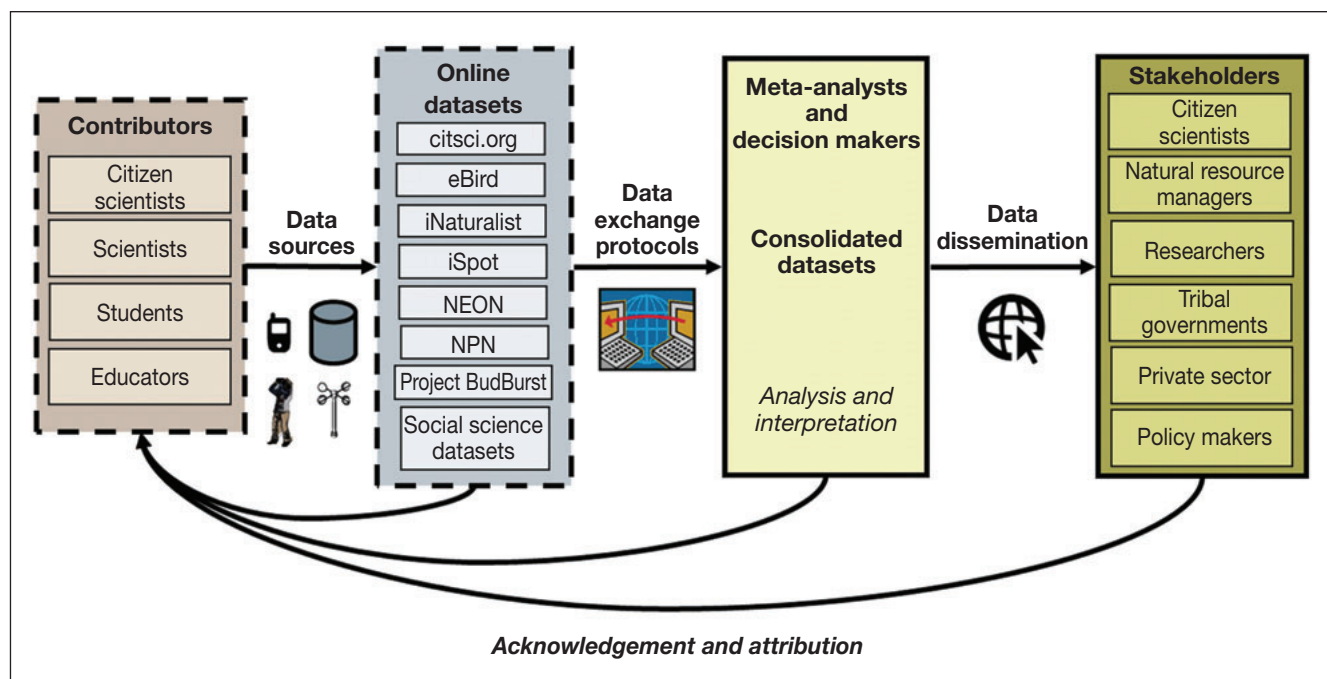 Contributors
Citizen
scientists
Scientists
Students
Educators
Data
sources
Online
datasets
citsci.org
eBird
iNaturalist
iSpot
NEON
NPN
Project BudBurst
Social science
datasets
Data
exchange
protocols
Meta-analysts
and
decision makers
Consolidated
datasets
Analysis and
interpretation
Data
dissemination
Stakeholders
Citizen
scientists
Natural resource
managers
Researchers
Tribal
governments
Private sector
Policy makers
Acknowledgement and attribution